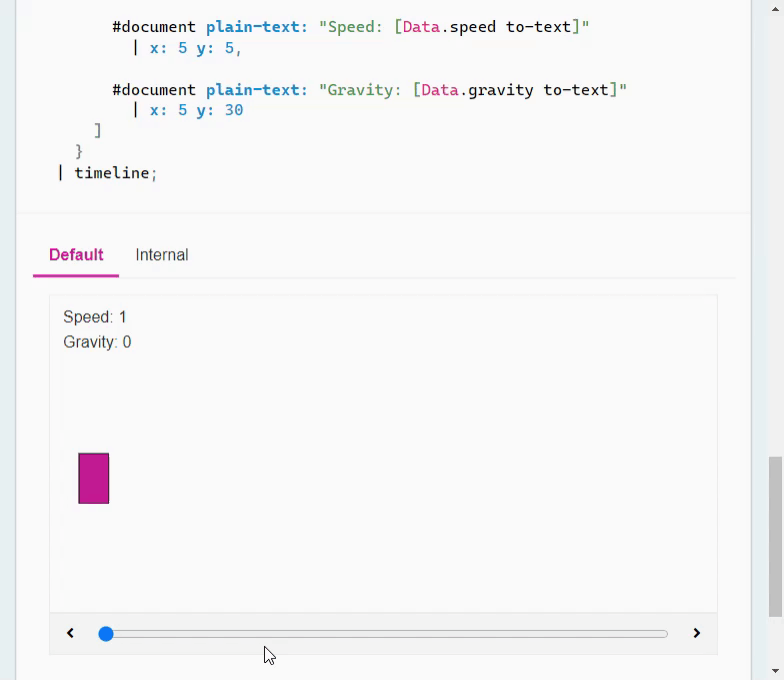 #document plain-text: "Speed: [Data.speed to-text]"
| x: 5 y: 5,
#document plain-text: "Gravity: [Data.gravity to-text]"
| x: 5 y: 30
]
}
| timeline;
Default Internal
Speed: 1
Gravity: 0